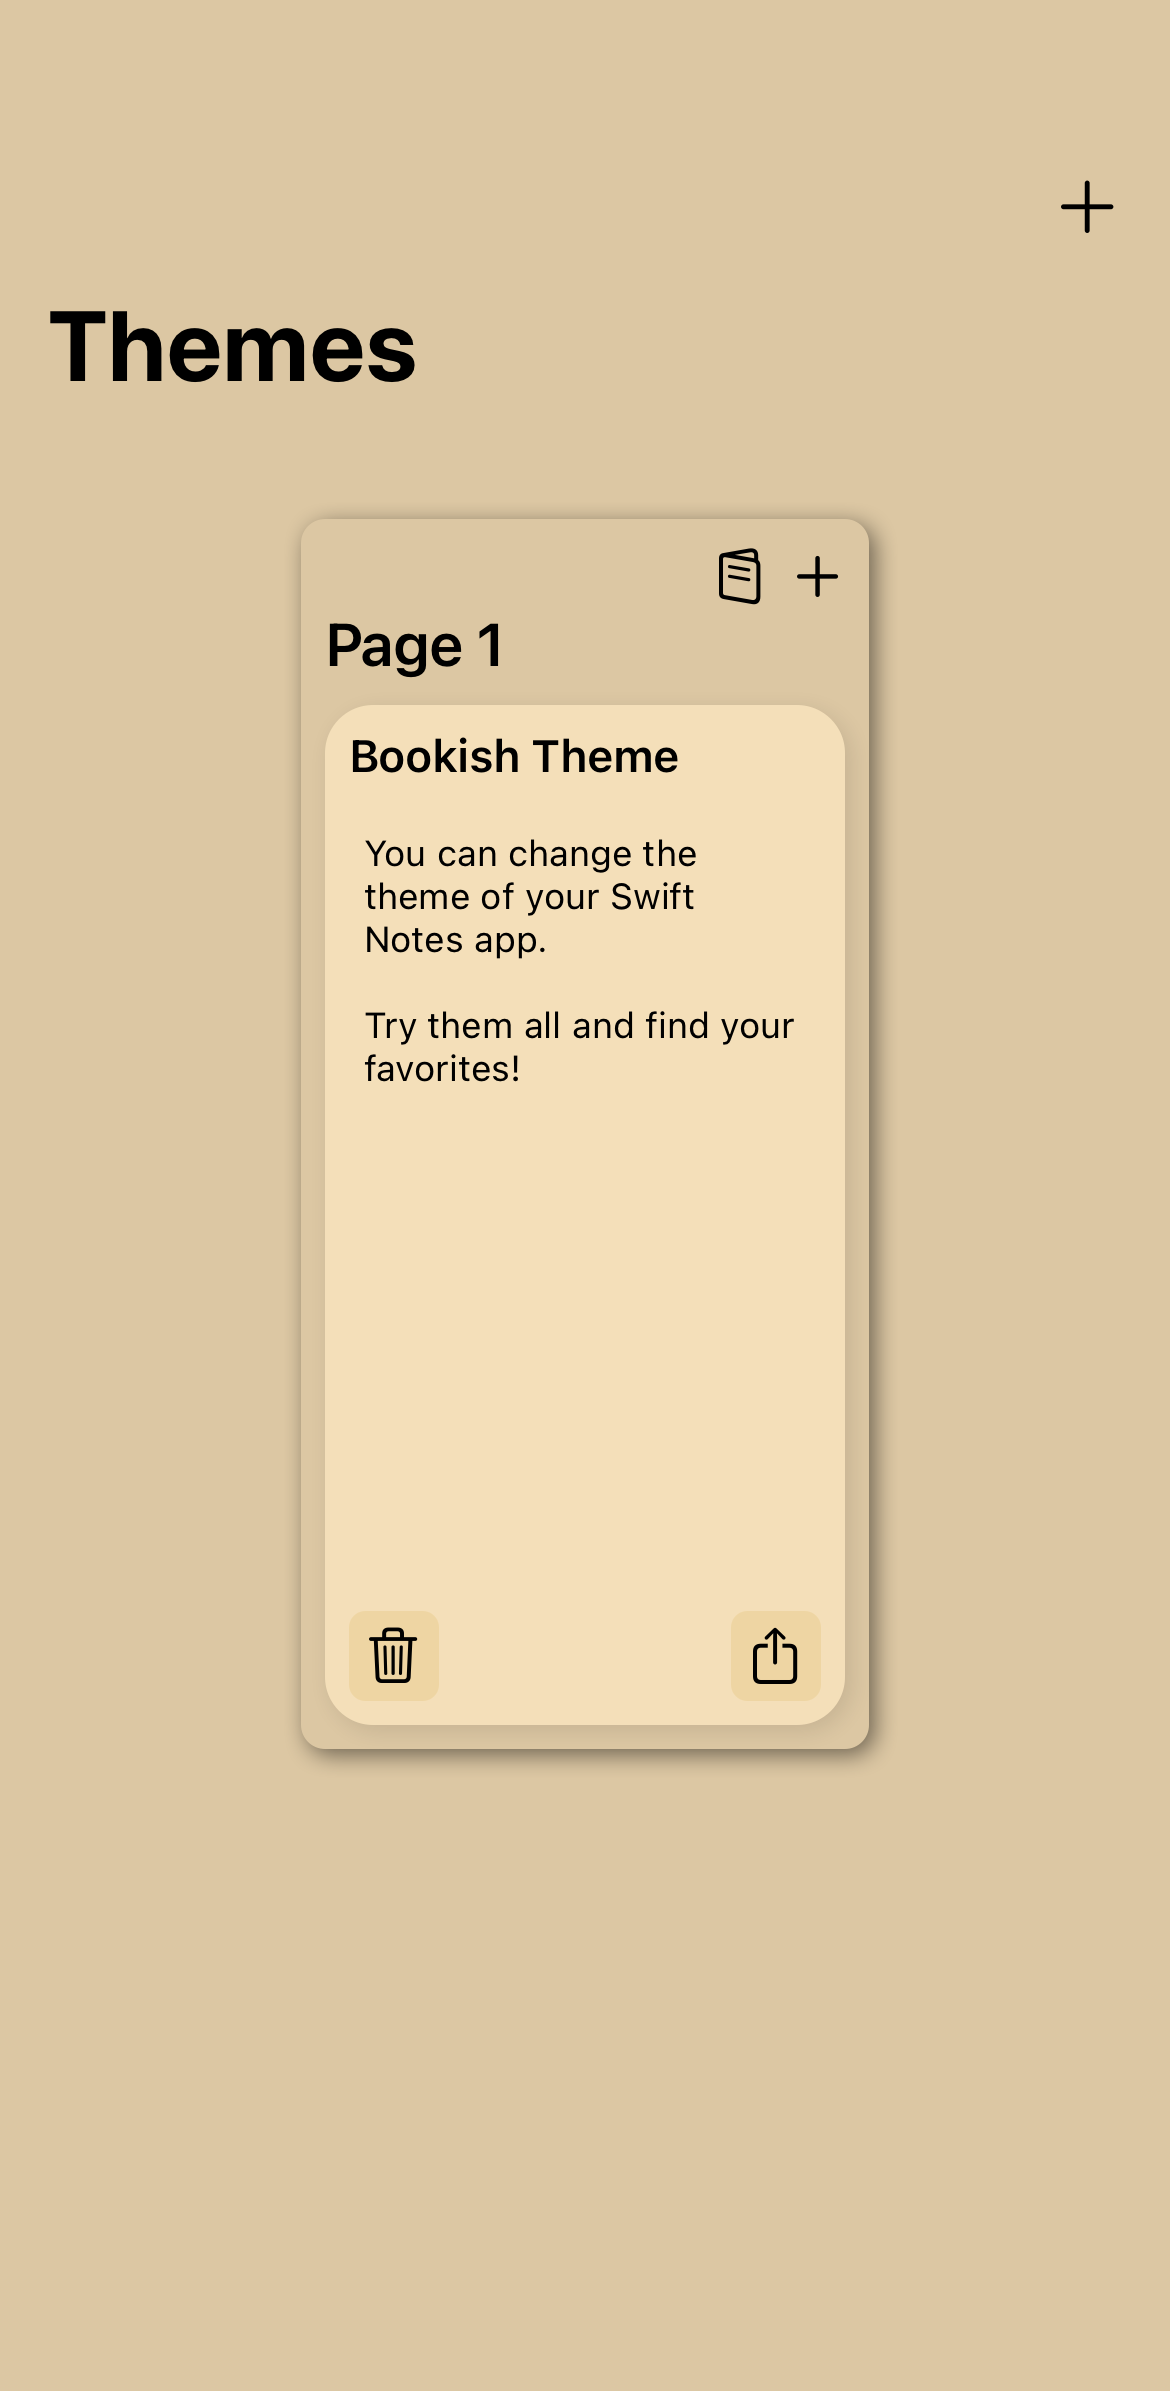 Themes
Page 1
Bookish Theme
You can change the
theme of your Swift
Notes app.
Try them all and find your
favorites!